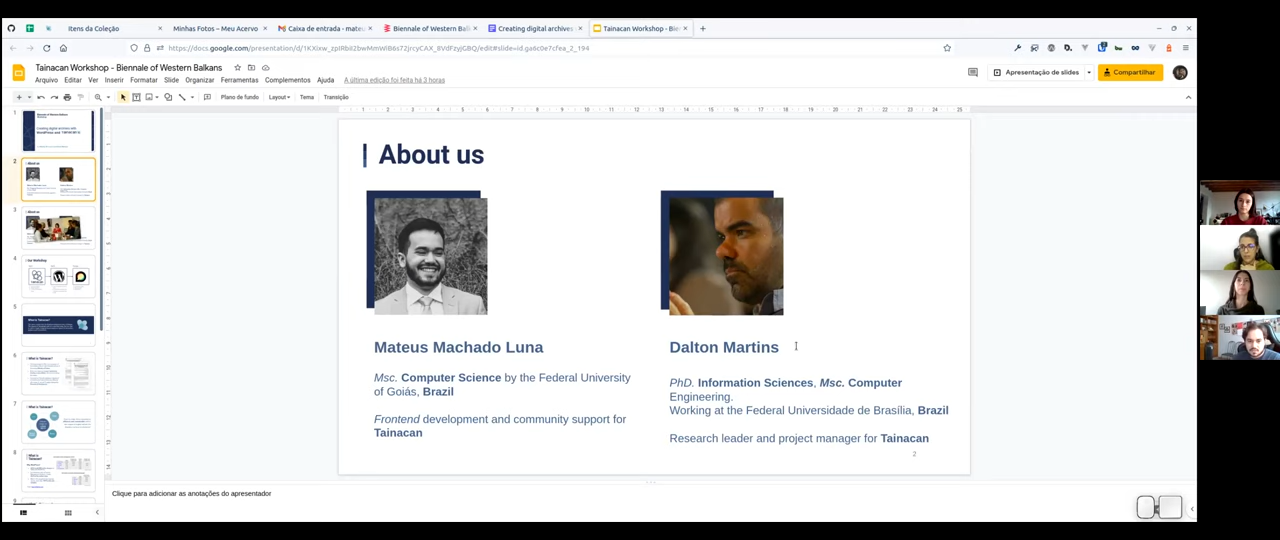 Itens da Coleção
Minhas Fotos – Meu Acervo
Caixa de entrada - mateu
Biennale of Western Balk
Creating digital archives
Tainacan Workshop - Bien
Tainacan Workshop - Biennale of Western Balkans
Arquivo Editar Ver Inserir Formatar Slide Organizar Ferramentas Complementos Ajuda
A última edição foi feita há 3 horas
Apresentação de slides
Compartilhar
Plano de fundo Layout Tema Transição
About us
Mateus Machado Luna
Msc. Computer Science by the Federal University
of Goiás, Brazil
Frontend development and community support for
Tainacan
Dalton Martins
PhD. Information Sciences, Msc. Computer
Engineering.
Working at the Federal Universidade de Brasília, Brazil
Research leader and project manager for Tainacan
2
Clique para adicionar as anotações do apresentador